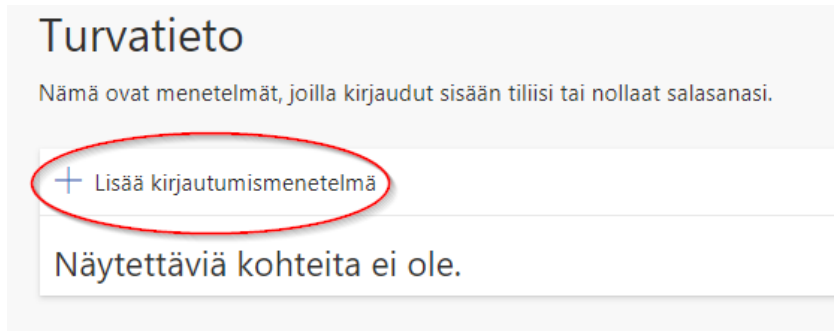 Turvatieto
Nämä ovat menetelmät, joilla kirjaudut sisään tiliisi tai nollaat salasanasi.
+ Lisää kirjautumismenetelmä
Näytettäviä kohteita ei ole.